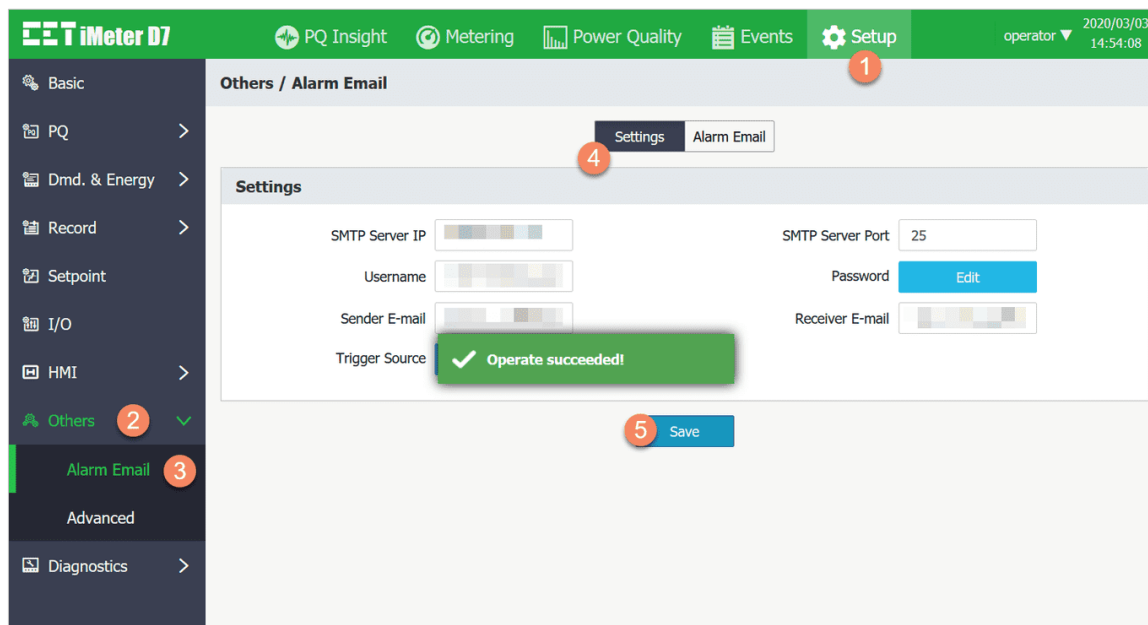 CET iMeter D7
PQ Insight
Metering
Power Quality
Events
Setup
operator ▼
2020/03/03
14:54:08
1
Basic
PQ
Dmd. & Energy
Record
Setpoint
I/O
HMI
Others
2
Alarm Email
3
Advanced
Diagnostics
Others / Alarm Email
Settings
Alarm Email
4
Settings
SMTP Server IP
SMTP Server Port
25
Username
Password
Edit
Sender E-mail
Receiver E-mail
Trigger Source
Operate succeeded!
5
Save